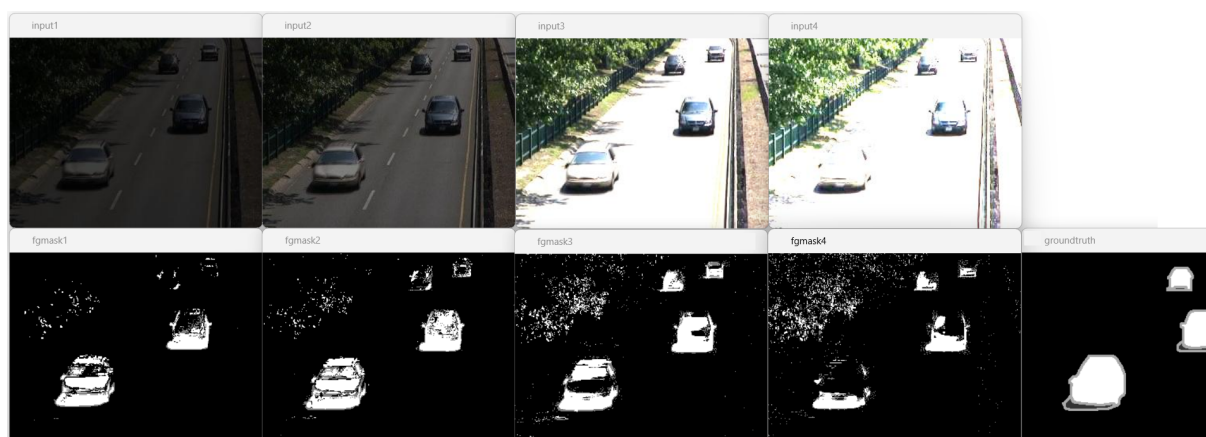 input1
input2
input3
input4
fgmask1
fgmask2
fgmask3
fgmask4
groundtruth